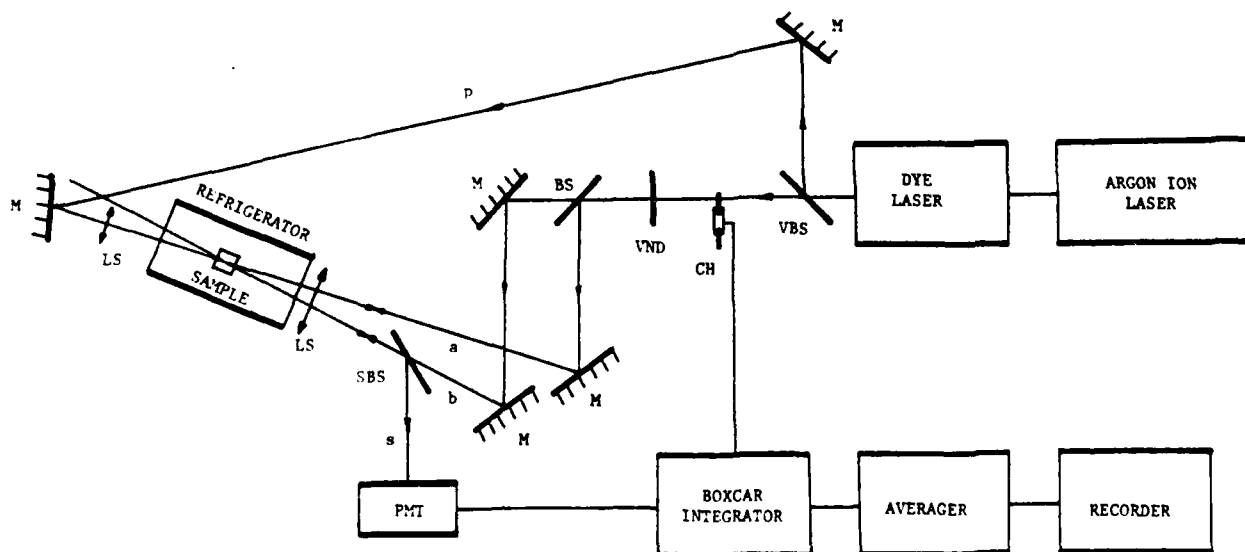 M
p
M
LS
REFRIGERATOR
SAMPLE
LS
M
BS
VND
CH
VBS
DYE
LASER
ARGON ION
LASER
a
SBS
b
M
M
s
PMT
BOXCAR
INTEGRATOR
AVERAGER
RECORDER